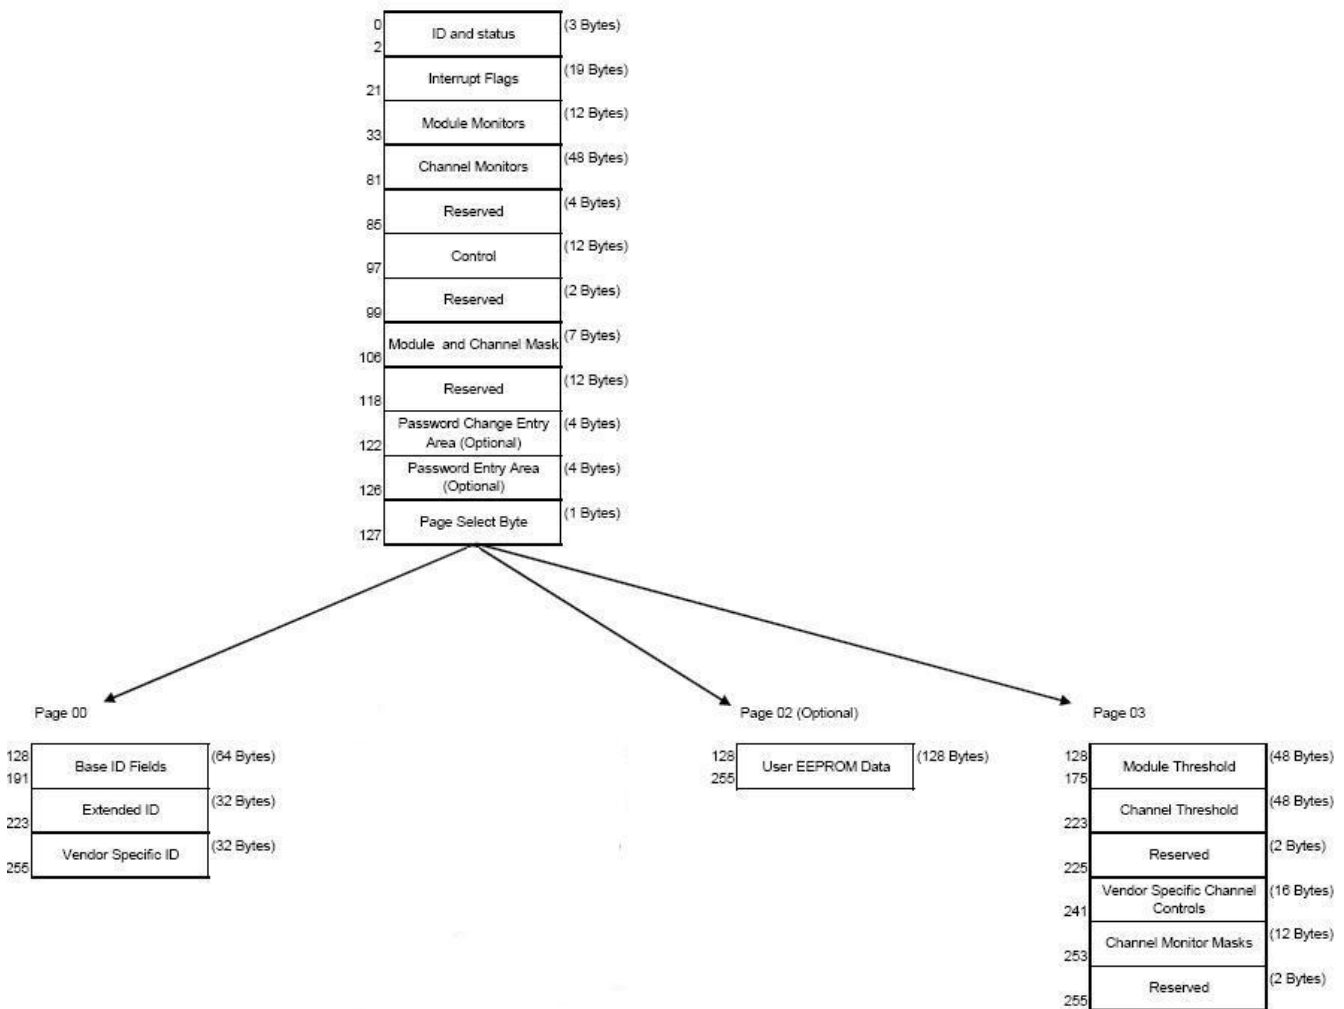 0
ID and status
(3 Bytes)
2
Interrupt Flags
(19 Bytes)
21
Module Monitors
(12 Bytes)
33
Channel Monitors
(48 Bytes)
81
Reserved
(4 Bytes)
85
Control
(12 Bytes)
97
Reserved
(2 Bytes)
99
Module and Channel Mask
(7 Bytes)
106
Reserved
(12 Bytes)
118
Password Change Entry
Area (Optional)
(4 Bytes)
122
Password Entry Area
(Optional)
(4 Bytes)
126
Page Select Byte
(1 Bytes)
127
Page 00
128
Base ID Fields
(64 Bytes)
191
Extended ID
(32 Bytes)
223
Vendor Specific ID
(32 Bytes)
255
Page 02 (Optional)
128
User EEPROM Data
(128 Bytes)
255
Page 03
128
Module Threshold
(48 Bytes)
175
Channel Threshold
(48 Bytes)
223
Reserved
(2 Bytes)
225
Vendor Specific Channel
Controls
(16 Bytes)
241
Channel Monitor Masks
(12 Bytes)
253
Reserved
(2 Bytes)
255